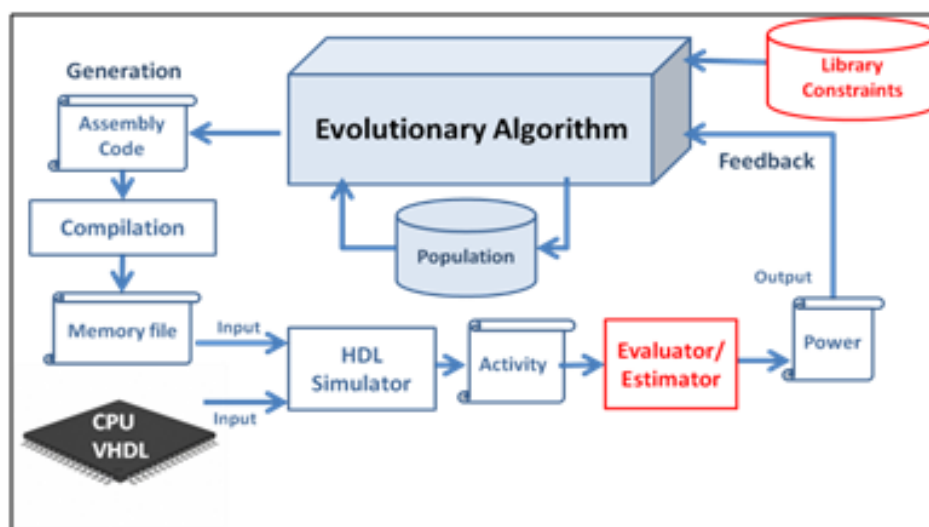 Generation
Assembly
Code
Compilation
Memory file
CPU
VHDL
Evolutionary Algorithm
Population
Library
Constraints
Feedback
Input
Input
HDL
Simulator
Activity
Evaluator/
Estimator
Output
Power